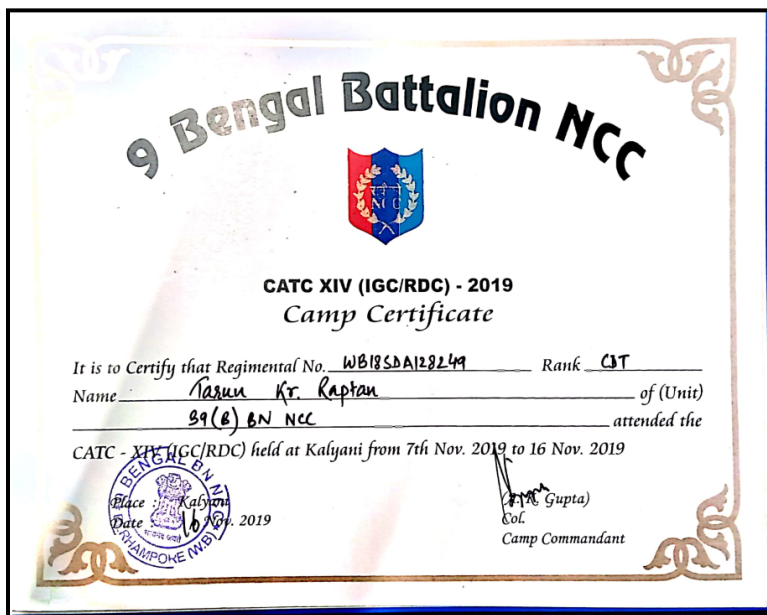 9 Bengal Battalion NCC
NCC
CATC XIV (IGC/RDC) - 2019
Camp Certificate
It is to Certify that Regimental No. WB18SDA128249 Rank CDT
Name Tarun Kr. Raptan of (Unit)
39(B) BN NCC attended the
CATC - XIV (IGC/RDC) held at Kalyani from 7th Nov. 2019 to 16 Nov. 2019
Place : Kalyani
Date : 16 Nov. 2019
Gupta)
Col.
Camp Commandant
BENGAL BN NCC
BERHAMPORE (W.B)